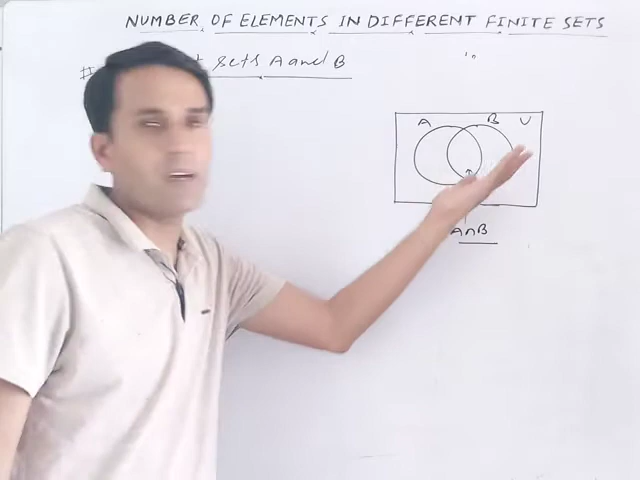 NUMBER OF ELEMENTS IN DIFFERENT FINITE SETS
# sets A and B
A B U
A∩B